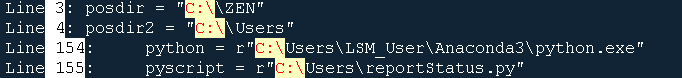 Line 3: posdir = "C:\\ZEN"
Line 4: posdir2 = "C:\\Users"
Line 154:     python = r"C:\Users\LSM_User\Anaconda3\python.exe"
Line 155:     pyscript = r"C:\Users\reportStatus.py"